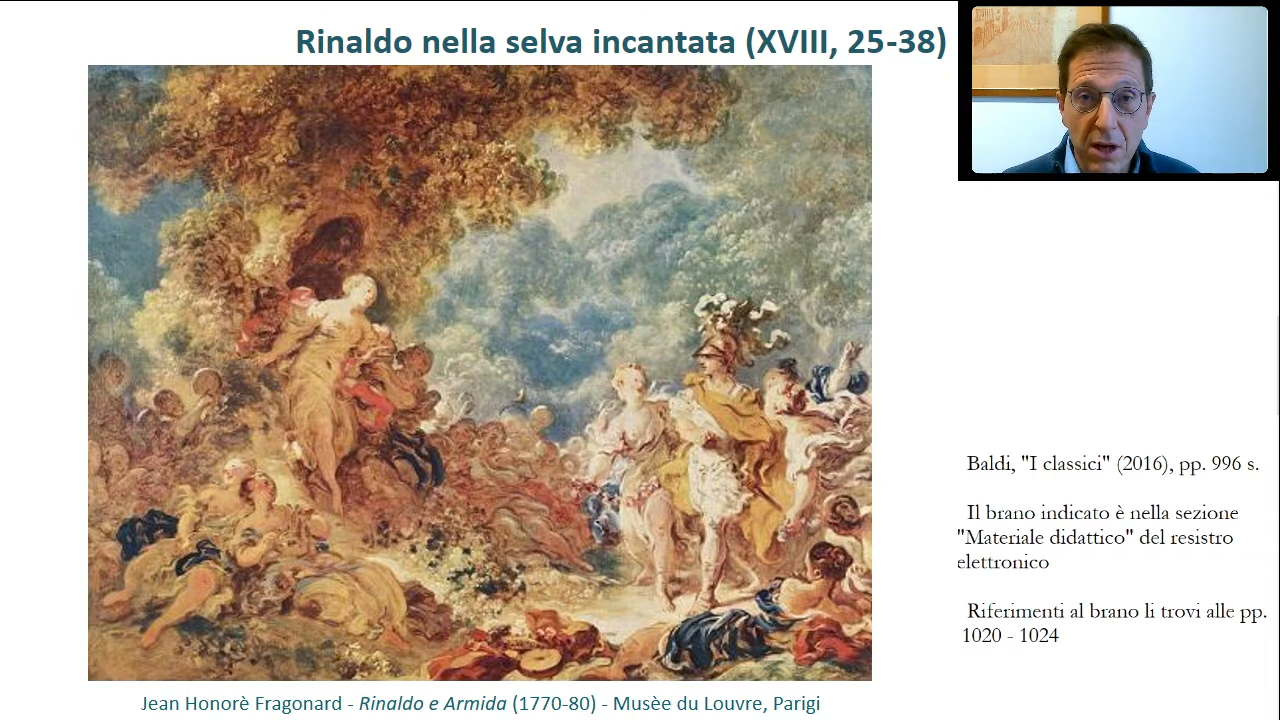 Rinaldo nella selva incantata (XVIII, 25-38)
Baldi, "I classici" (2016), pp. 996 s.
Il brano indicato è nella sezione
"Materiale didattico" del resistro
elettronico
Riferimenti al brano li trovi alle pp.
1020 - 1024
Jean Honorè Fragonard - Rinaldo e Armida (1770-80) - Musèe du Louvre, Parigi